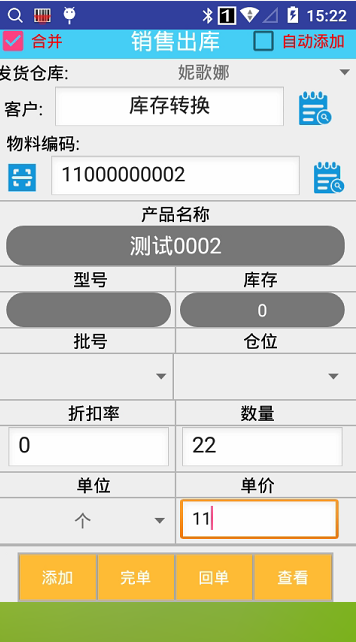 15:22
合并 销售出库 自动添加
发货仓库: 妮歌娜
客户: 库存转换
物料编码:
11000000002
产品名称
测试0002
型号 库存
0
批号 仓位
折扣率 数量
0 22
单位 单价
个 11
添加 完单 回单 查看